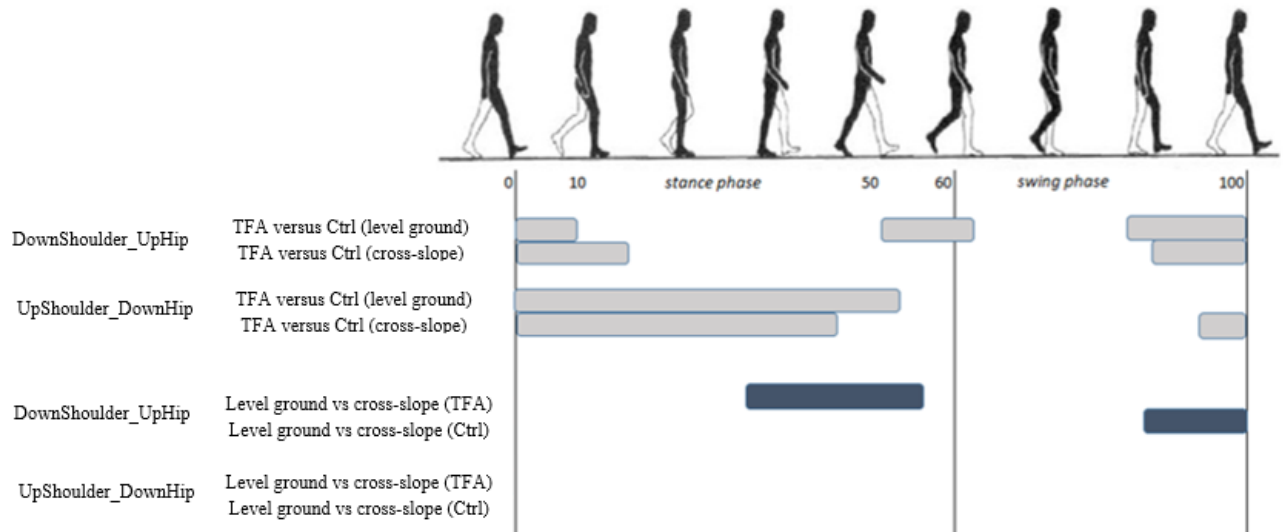 0 10 stance phase 50 60 swing phase 100
DownShoulder_UpHip
TFA versus Ctrl (level ground)
TFA versus Ctrl (cross-slope)
UpShoulder_DownHip
TFA versus Ctrl (level ground)
TFA versus Ctrl (cross-slope)
DownShoulder_UpHip
Level ground vs cross-slope (TFA)
Level ground vs cross-slope (Ctrl)
UpShoulder_DownHip
Level ground vs cross-slope (TFA)
Level ground vs cross-slope (Ctrl)